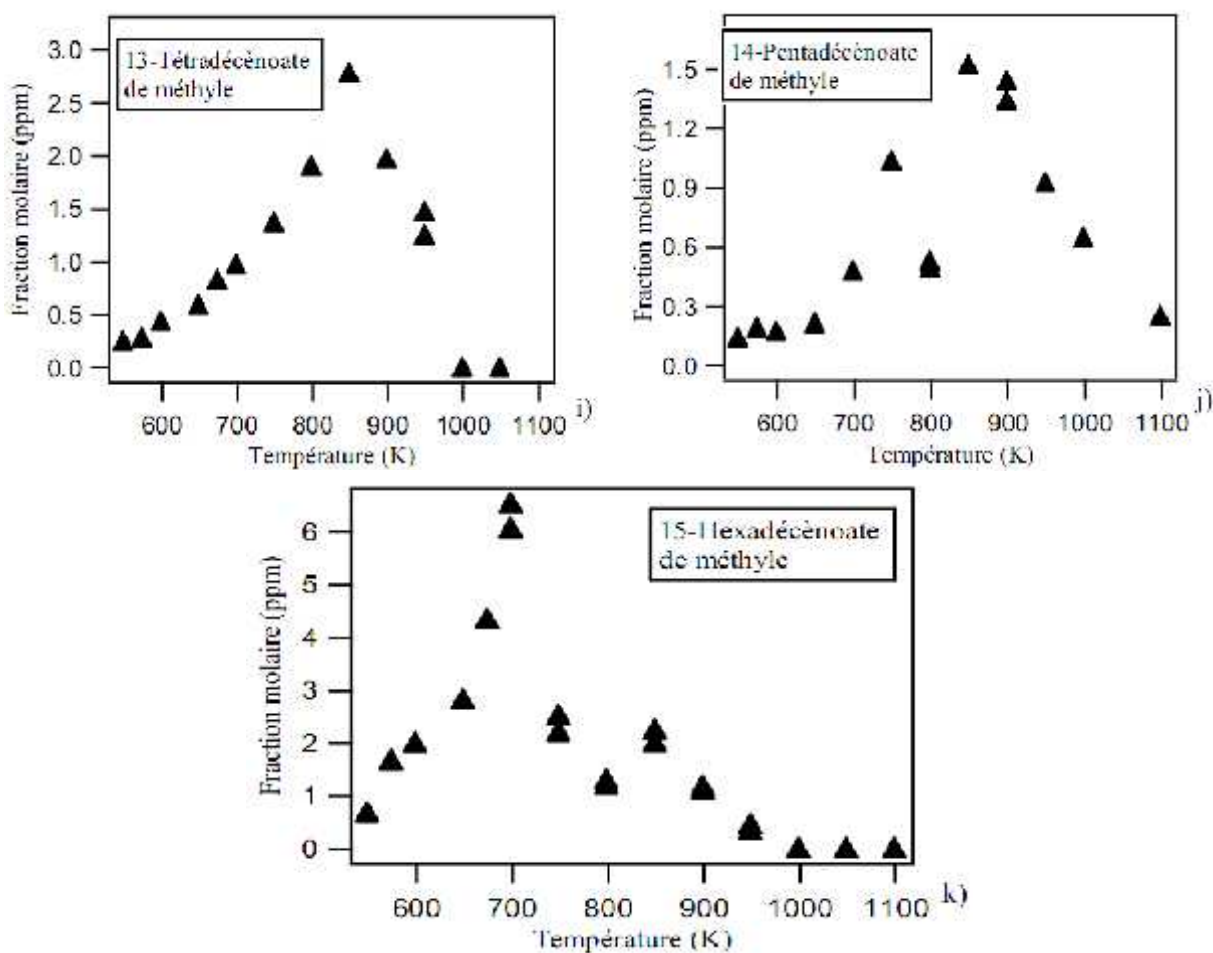 13-Tétradécènoate
de méthyle
Fraction molaire (ppm)
3.0
2.5
2.0
1.5
1.0
0.5
0.0
600 700 800 900 1000 1100
Température (K)
i)
14-Pentadécènoate
de méthyle
Fraction molaire (ppm)
1.5
1.2
0.9
0.6
0.3
0.0
600 700 800 900 1000 1100
Température (K)
j)
15-Hexadécènoate
de méthyle
Fraction molaire (ppm)
6
5
4
3
2
1
0
600 700 800 900 1000 1100
Température (K)
k)